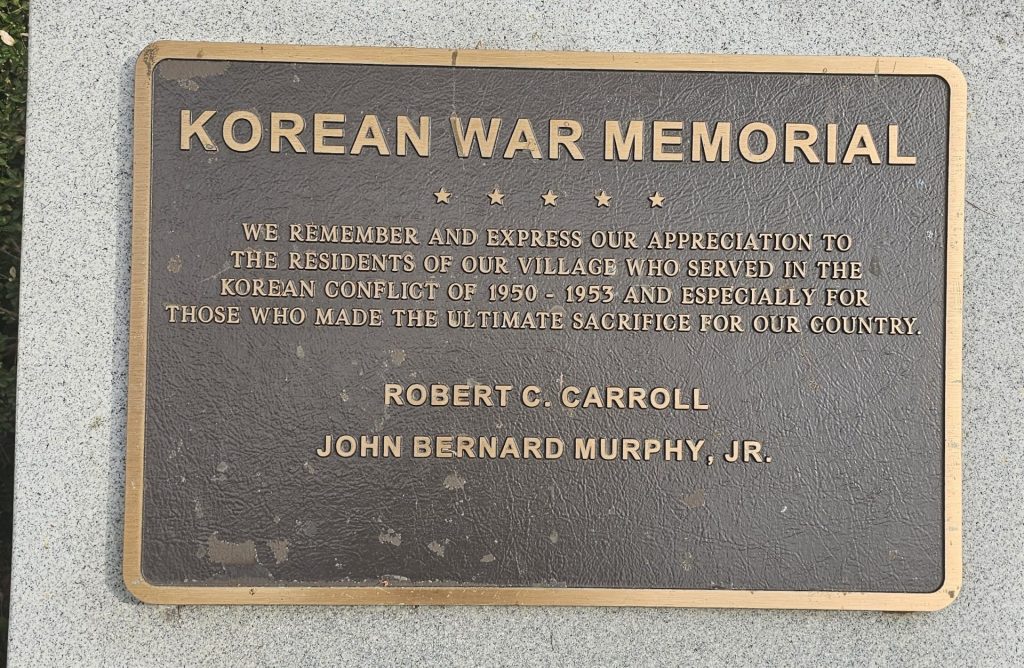 KOREAN WAR MEMORIAL
WE REMEMBER AND EXPRESS OUR APPRECIATION TO
THE RESIDENTS OF OUR VILLAGE WHO SERVED IN THE
KOREAN CONFLICT OF 1950 - 1953 AND ESPECIALLY FOR
THOSE WHO MADE THE ULTIMATE SACRIFICE FOR OUR COUNTRY.
ROBERT C. CARROLL
JOHN BERNARD MURPHY, JR.